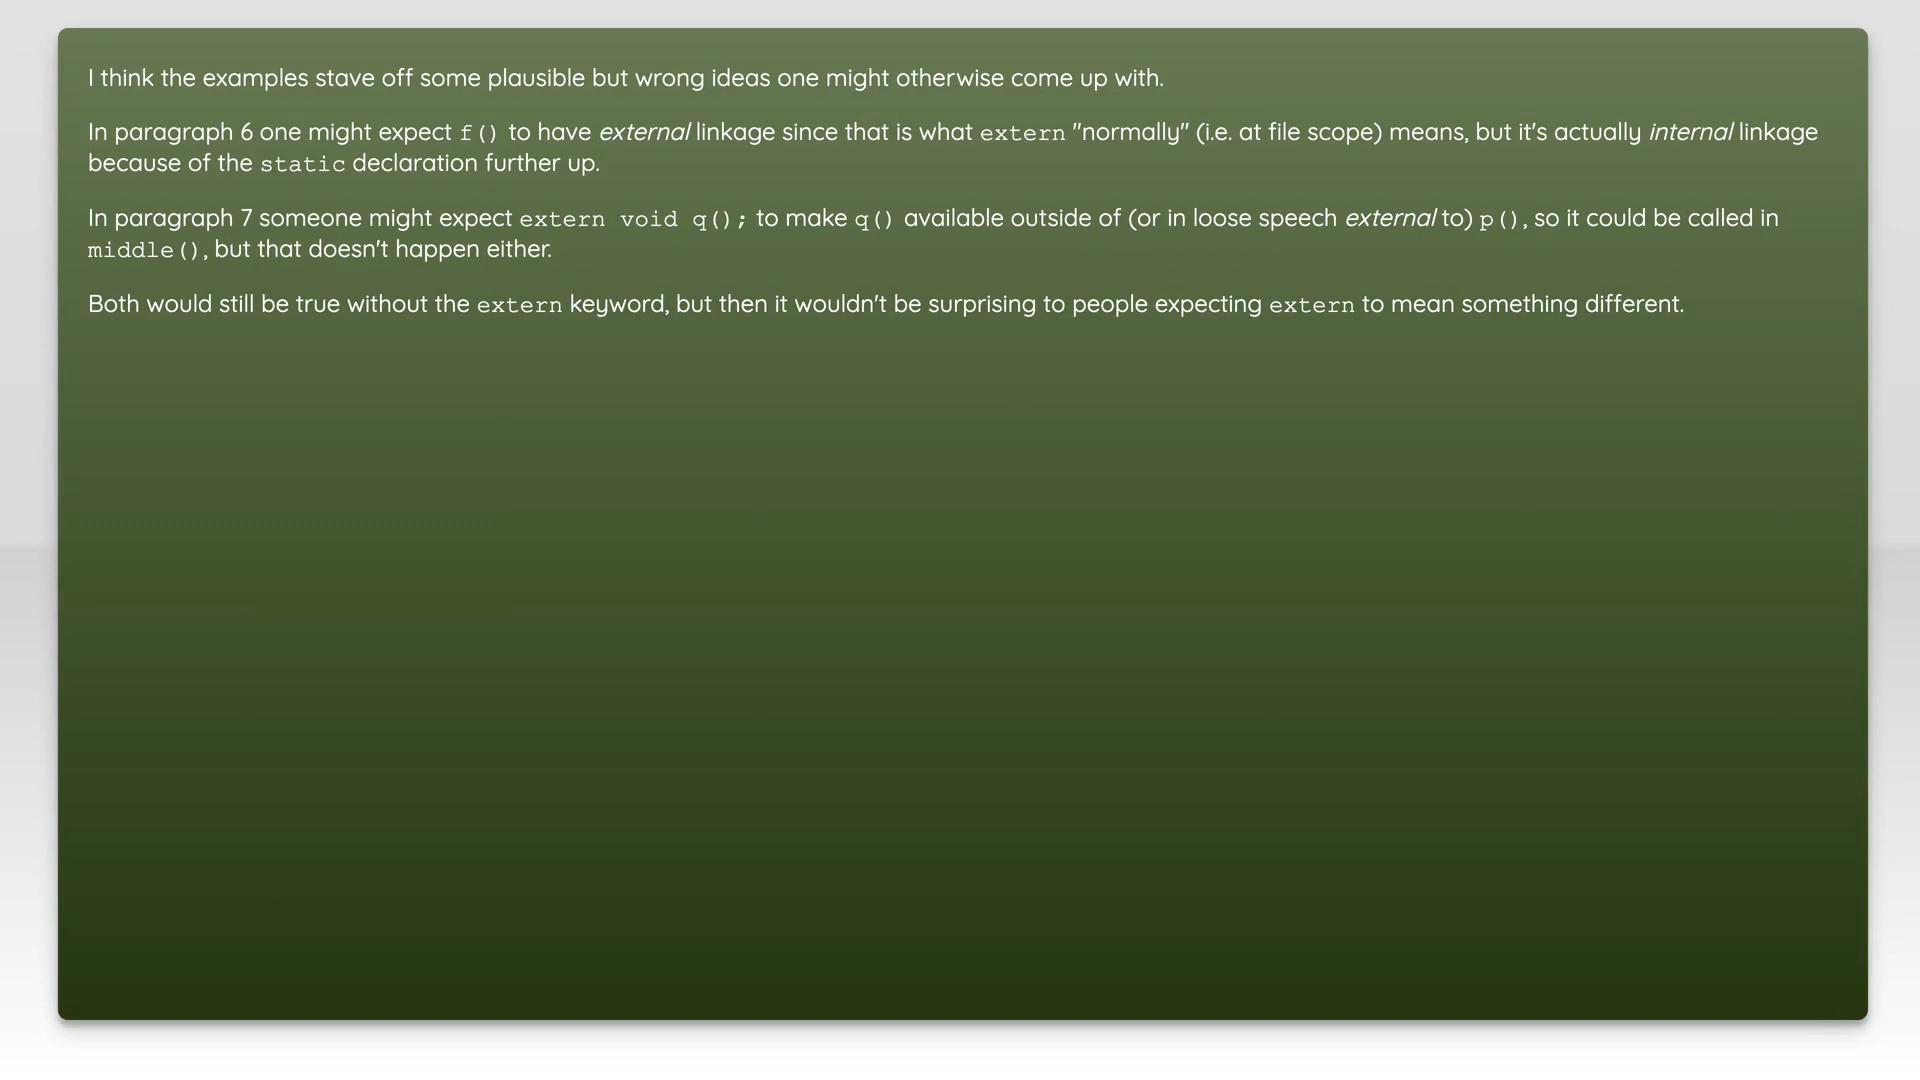 I think the examples stave off some plausible but wrong ideas one might otherwise come up with.
In paragraph 6 one might expect f() to have external linkage since that is what extern "normally" (i.e. at file scope) means, but it's actually internal linkage
because of the static declaration further up.
In paragraph 7 someone might expect extern void q(); to make q() available outside of (or in loose speech external to) p(), so it could be called in
middle(), but that doesn't happen either.
Both would still be true without the extern keyword, but then it wouldn't be surprising to people expecting extern to mean something different.